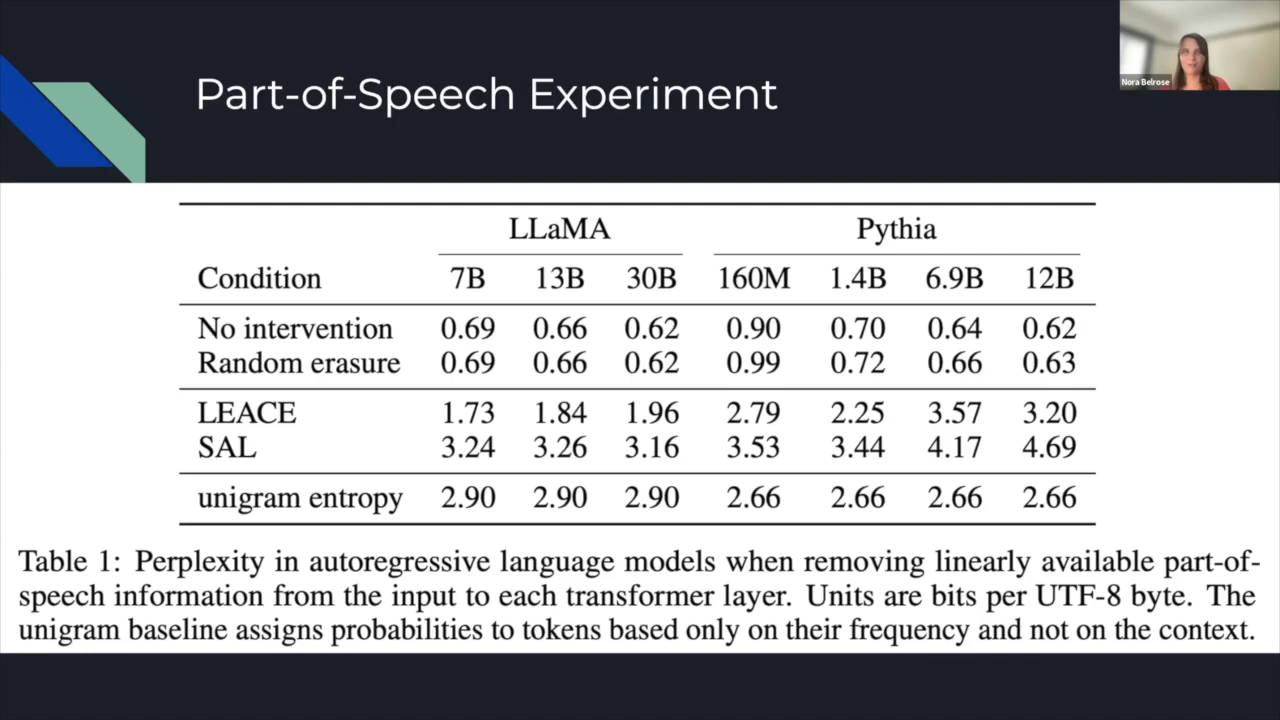 Nora Belrose
Part-of-Speech Experiment
LLaMA Pythia
Condition 7B 13B 30B 160M 1.4B 6.9B 12B
No intervention 0.69 0.66 0.62 0.90 0.70 0.64 0.62
Random erasure 0.69 0.66 0.62 0.99 0.72 0.66 0.63
LEACE 1.73 1.84 1.96 2.79 2.25 3.57 3.20
SAL 3.24 3.26 3.16 3.53 3.44 4.17 4.69
unigram entropy 2.90 2.90 2.90 2.66 2.66 2.66 2.66
Table 1: Perplexity in autoregressive language models when removing linearly available part-of-
speech information from the input to each transformer layer. Units are bits per UTF-8 byte. The
unigram baseline assigns probabilities to tokens based only on their frequency and not on the context.